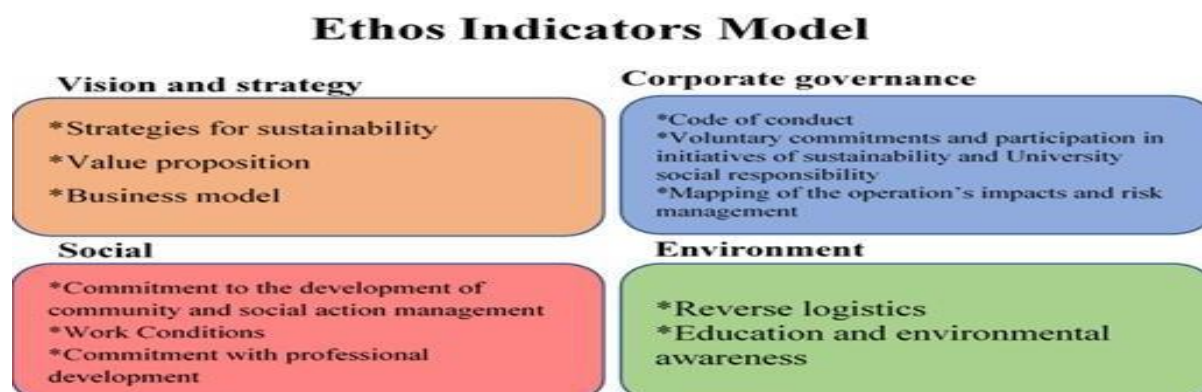 Ethos Indicators Model
Vision and strategy
*Strategies for sustainability
*Value proposition
*Business model
Corporate governance
*Code of conduct
*Voluntary commitments and participation in
initiatives of sustainability and University
social responsibility
*Mapping of the operation's impacts and risk
management
Social
*Commitment to the development of
community and social action management
*Work Conditions
*Commitment with professional
development
Environment
*Reverse logistics
*Education and environmental
awareness